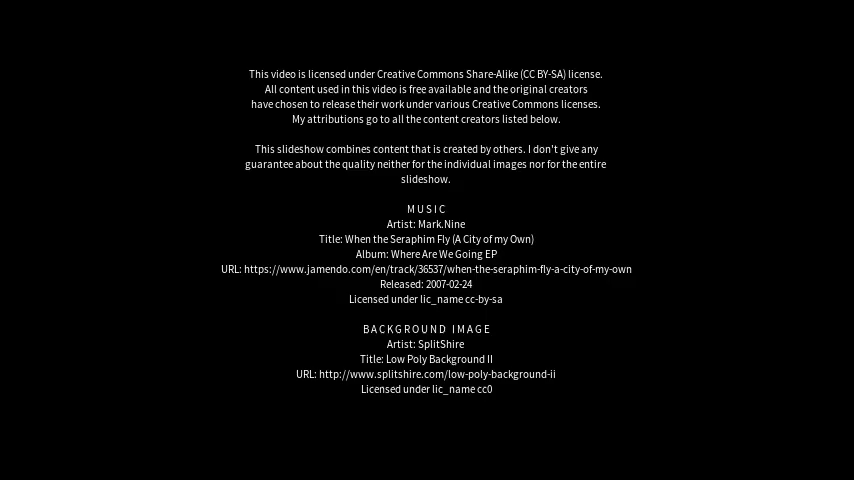 This video is licensed under Creative Commons Share-Alike (CC BY-SA) license.
All content used in this video is free available and the original creators
have chosen to release their work under various Creative Commons licenses.
My attributions go to all the content creators listed below.
This slideshow combines content that is created by others. I don't give any
guarantee about the quality neither for the individual images nor for the entire
slideshow.
MUSIC
Artist: Mark.Nine
Title: When the Seraphim Fly (A City of my Own)
Album: Where Are We Going EP
URL: https://www.jamendo.com/en/track/36537/when-the-seraphim-fly-a-city-of-my-own
Released: 2007-02-24
Licensed under lic_name cc-by-sa
BACKGROUND IMAGE
Artist: SplitShire
Title: Low Poly Background II
URL: http://www.splitshire.com/low-poly-background-ii
Licensed under lic_name cc0